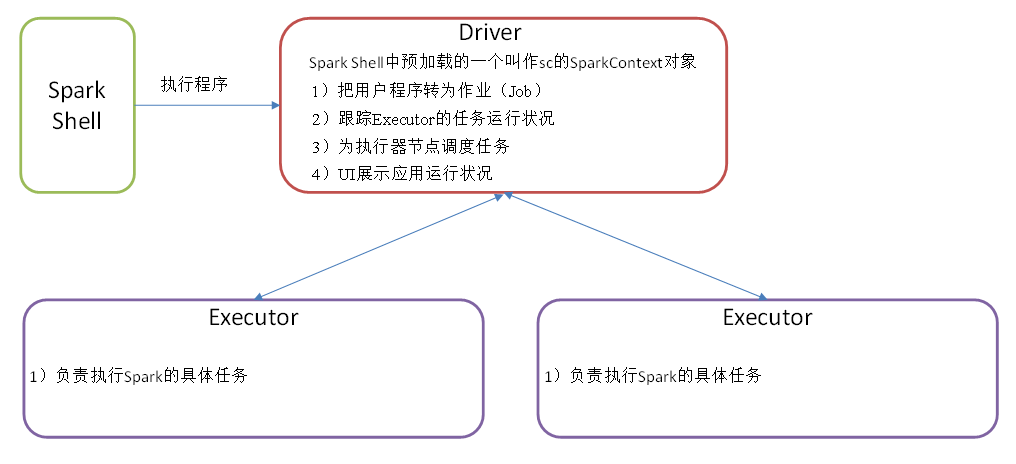 Spark
Shell
执行程序
Driver
Spark Shell中预加载的一个叫作sc的SparkContext对象
1）把用户程序转为作业（Job）
2）跟踪Executor的任务运行状况
3）为执行器节点调度任务
4）UI展示应用运行状况
Executor
1）负责执行Spark的具体任务
Executor
1）负责执行Spark的具体任务